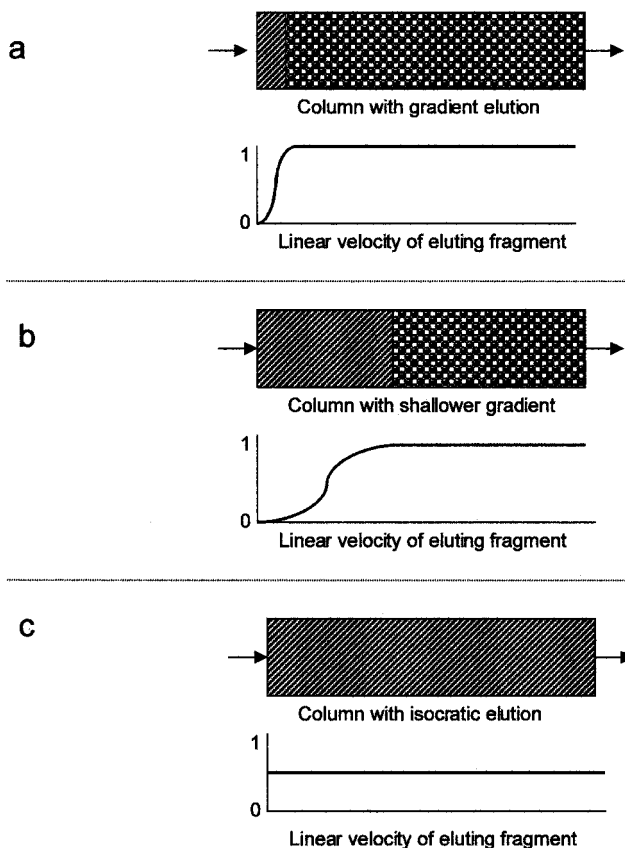 a
Column with gradient elution
1
0
Linear velocity of eluting fragment
b
Column with shallower gradient
1
0
Linear velocity of eluting fragment
c
Column with isocratic elution
1
0
Linear velocity of eluting fragment